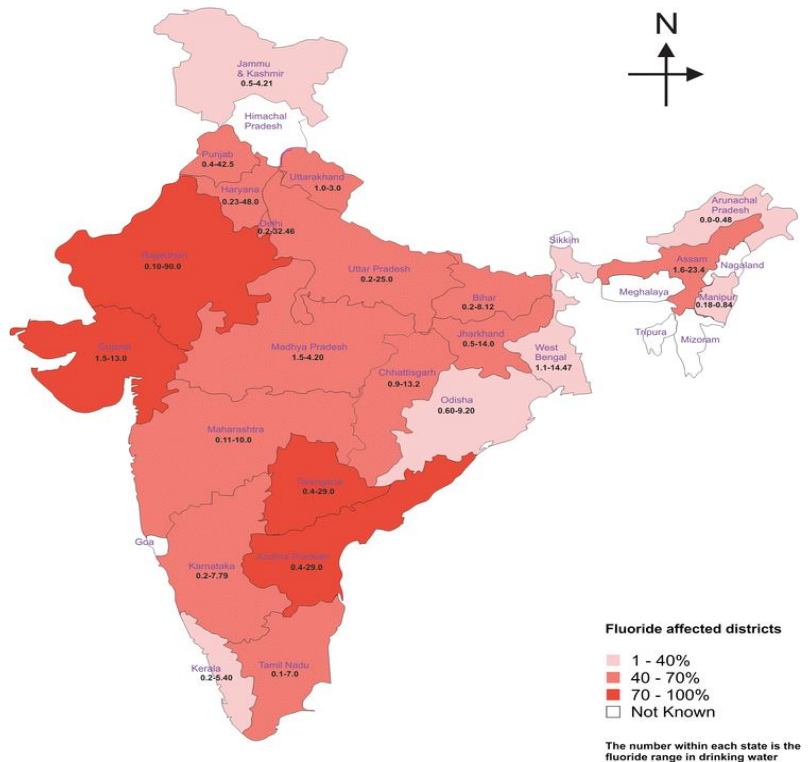 N
Jammu
& Kashmir
0.5-4.21
Himachal
Pradesh
Punjab
0.4-42.5
Uttarakhand
1.0-3.0
Haryana
0.23-48.0
Delhi
0.2-32.46
Rajasthan
0.10-90.0
Uttar Pradesh
0.2-25.0
Bihar
0.2-8.12
Sikkim
Arunachal
Pradesh
0.0-0.48
Assam
1.6-23.4
Nagaland
Meghalaya
Manipur
0.18-0.84
Tripura
Mizoram
Gujarat
1.5-13.0
Madhya Pradesh
1.5-4.20
Jharkhand
0.5-14.0
West
Bengal
1.1-14.47
Chhattisgarh
0.9-13.2
Odisha
0.60-9.20
Maharashtra
0.11-10.0
Telangana
0.4-29.0
Goa
Andhra Pradesh
0.4-29.0
Karnataka
0.2-7.79
Kerala
0.2-5.40
Tamil Nadu
0.1-7.0
Fluoride affected districts
1 - 40%
40 - 70%
70 - 100%
Not Known
The number within each state is the
fluoride range in drinking water